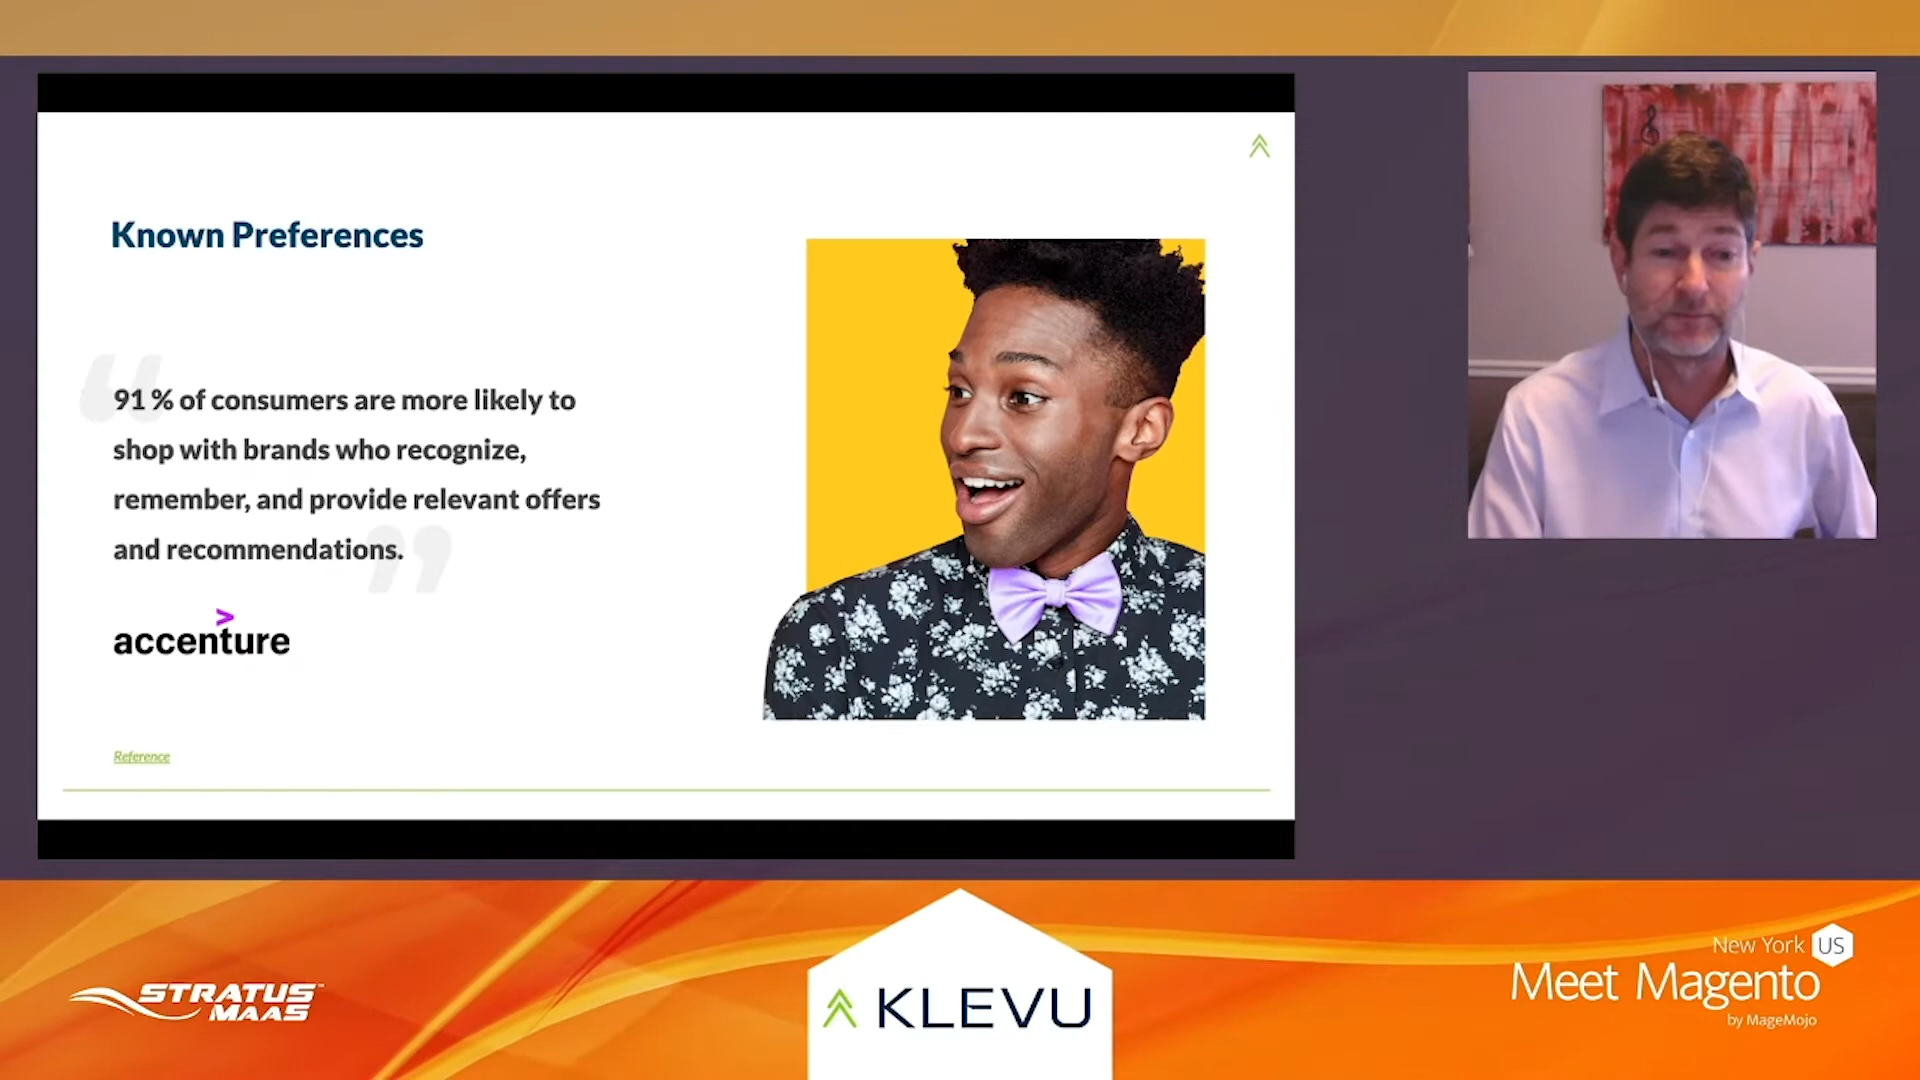 Known Preferences
“
91 % of consumers are more likely to
shop with brands who recognize,
remember, and provide relevant offers
and recommendations.
”
>
accenture
Reference
STRATUS™
MAAS
KLEVU
New York US
Meet Magento
by MageMojo